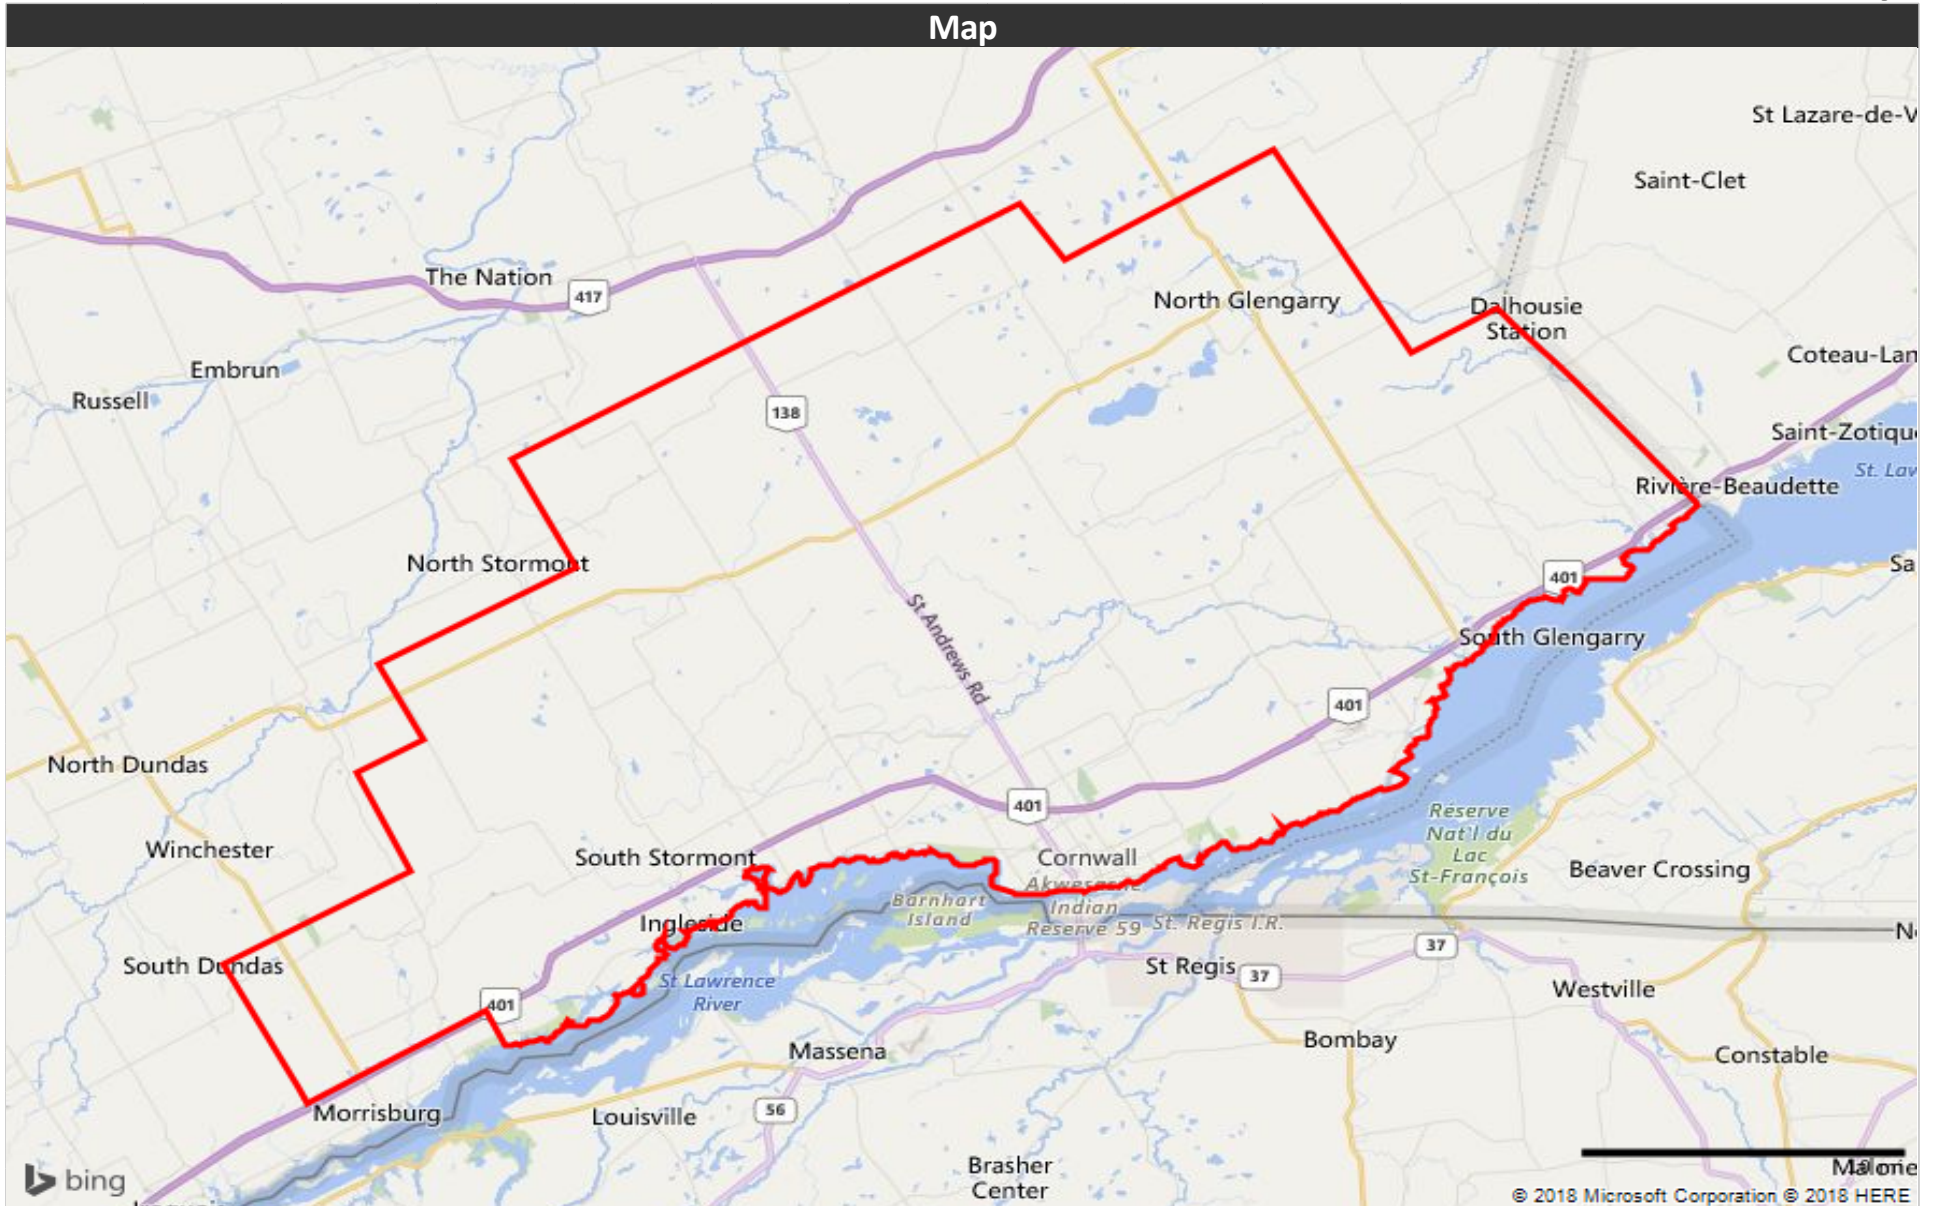 Map
St Lazare-de-V
Saint-Clet
The Nation
417
North Glengarry
Dalhousie
Station
Coteau-Lan
Embrun
Russell
138
Saint-Zotiqu
St. Law
Rivière-Beaudette
North Stormont
401
Sa
St Andrews Rd
South Glengarry
401
North Dundas
401
Réserve
Nat'l du
Lac
St-François
Winchester
South Stormont
Cornwall
Beaver Crossing
Akwesasne
Indian
Reserve 59
Barnhart
Island
Ingleside
St. Regis I.R.
N
South Dundas
37
St Regis
37
St Lawrence
River
Westville
401
Massena
Bombay
Constable
Morrisburg
Louisville
56
Brasher
Center
Malone
bing
© 2018 Microsoft Corporation © 2018 HERE